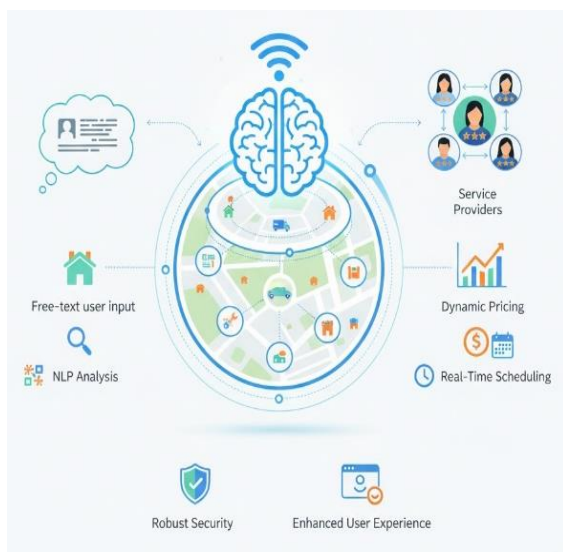 Service
Providers
Free-text user input
Dynamic Pricing
NLP Analysis
$
Real-Time Scheduling
Robust Security
Enhanced User Experience